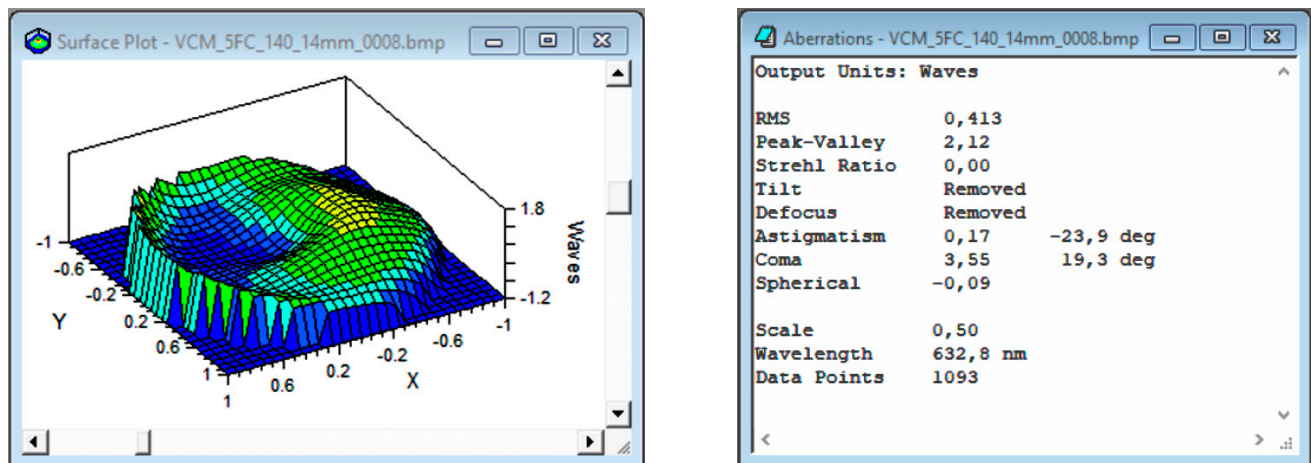 Surface Plot - VCM_5FC_140_14mm_0008.bmp
-1
-0.6
-0.2
0.2
0.6
1
Y
1
0.6
0.2
-0.2
-0.6
-1
X
1.8
-1.2
Waves
Aberrations - VCM_5FC_140_14mm_0008.bmp
Output Units: Waves
RMS 0,413
Peak-Valley 2,12
Strehl Ratio 0,00
Tilt Removed
Defocus Removed
Astigmatism 0,17 -23,9 deg
Coma 3,55 19,3 deg
Spherical -0,09
Scale 0,50
Wavelength 632,8 nm
Data Points 1093